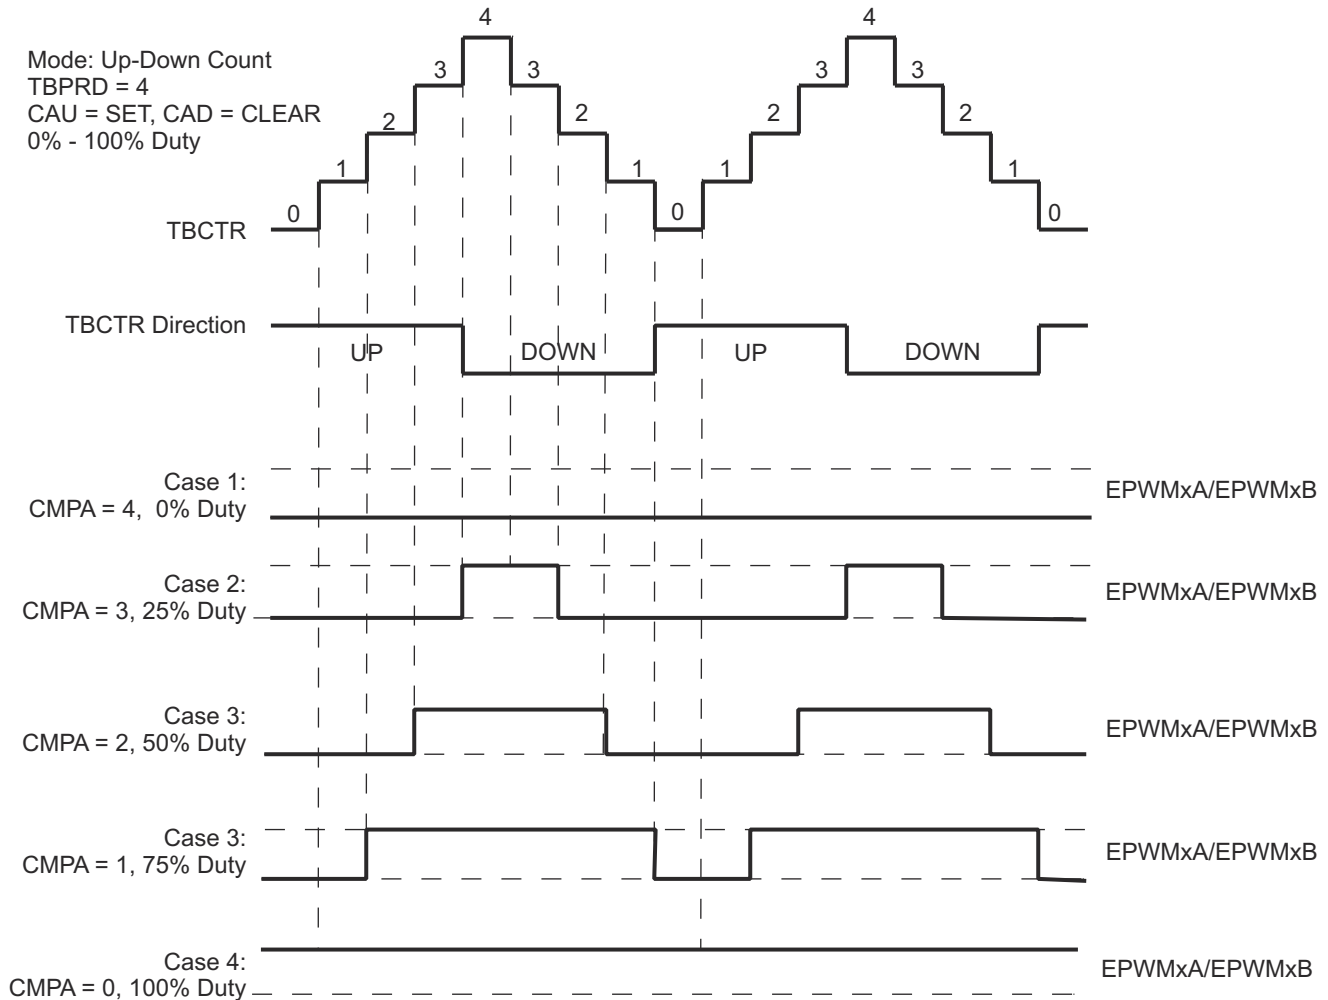 4 4
Mode: Up-Down Count
TBPRD = 4
CAU = SET, CAD = CLEAR
0% - 100% Duty
3 3 3 3
2 2 2 2
1 1 1 1
0 0 0
TBCTR
TBCTR Direction
UP DOWN UP DOWN
Case 1:
CMPA = 4, 0% Duty
EPWMxA/EPWMxB
Case 2:
CMPA = 3, 25% Duty
EPWMxA/EPWMxB
Case 3:
CMPA = 2, 50% Duty
EPWMxA/EPWMxB
Case 3:
CMPA = 1, 75% Duty
EPWMxA/EPWMxB
Case 4:
CMPA = 0, 100% Duty
EPWMxA/EPWMxB